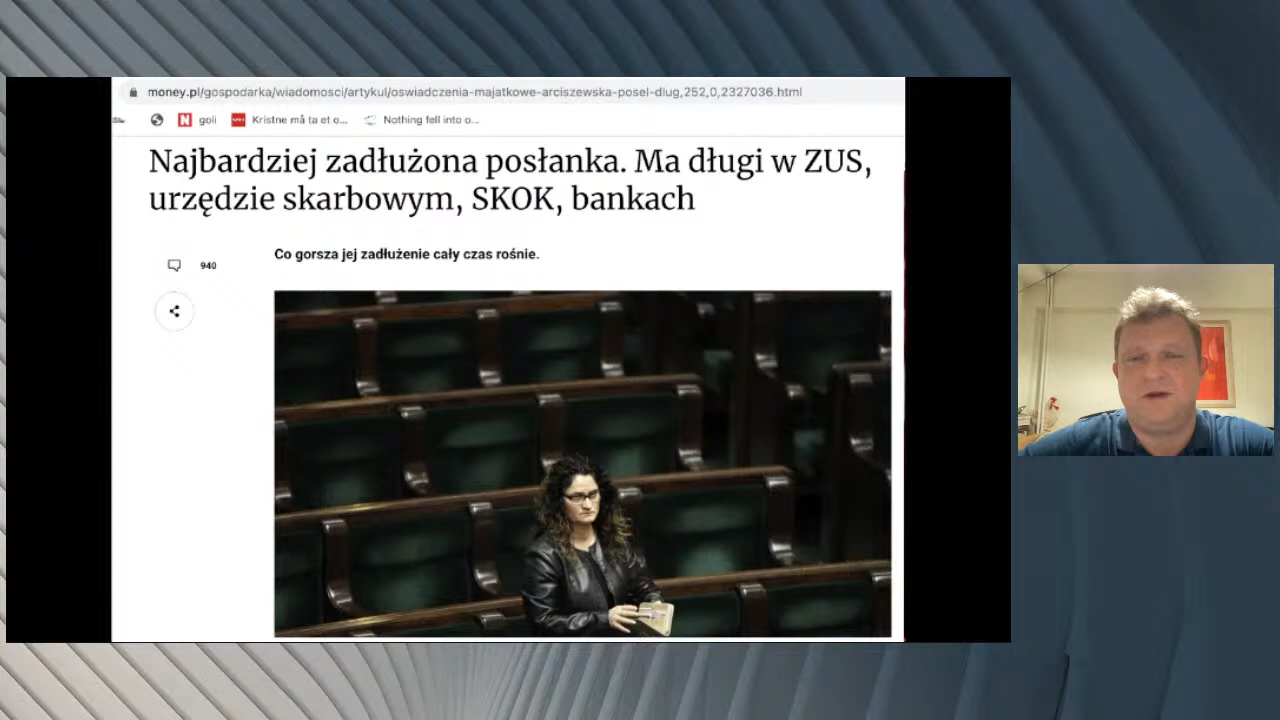 money.pl/gospodarka/wiadomosci/artykul/oswiadczenia-majatkowe-arciszewska-posel-dlug,252,0,2327036.html
goli Kristne må ta et o... Nothing fell into o...
Najbardziej zadłużona posłanka. Ma długi w ZUS,
urzędzie skarbowym, SKOK, bankach
Co gorsza jej zadłużenie cały czas rośnie.
940